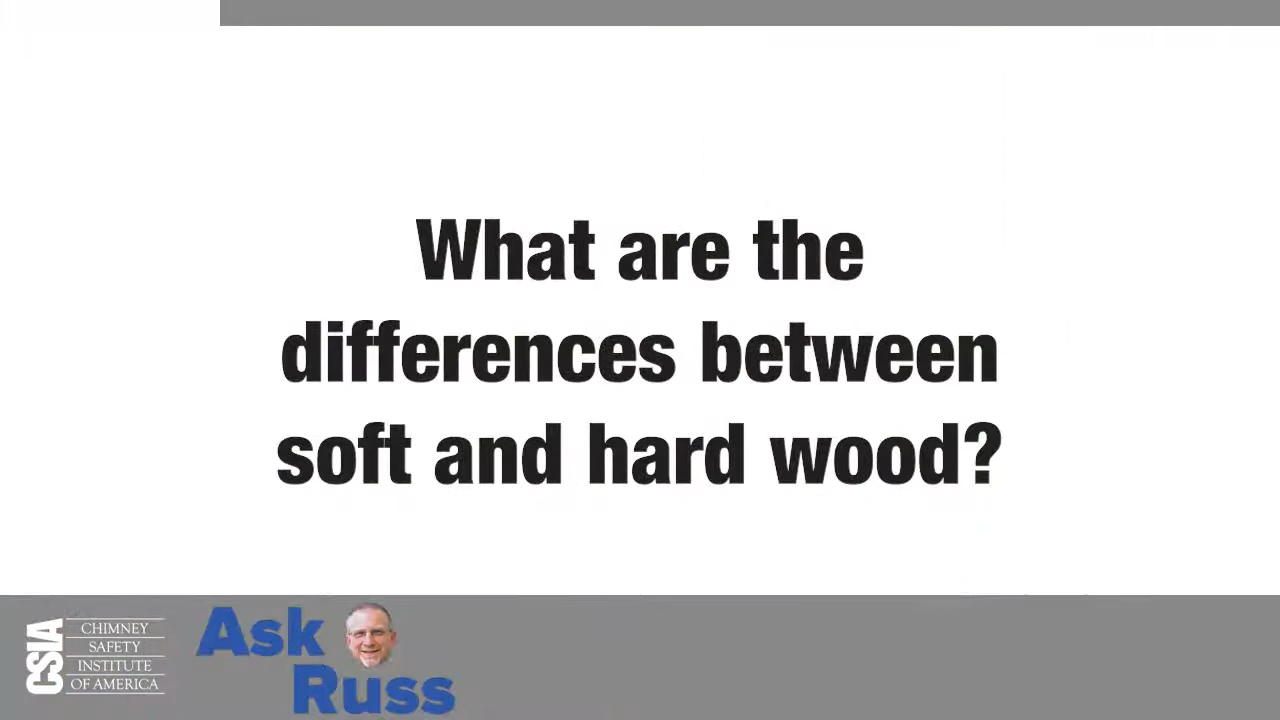 What are the
differences between
soft and hard wood?
CSIA
CHIMNEY
SAFETY
INSTITUTE
OF AMERICA
Ask
Russ